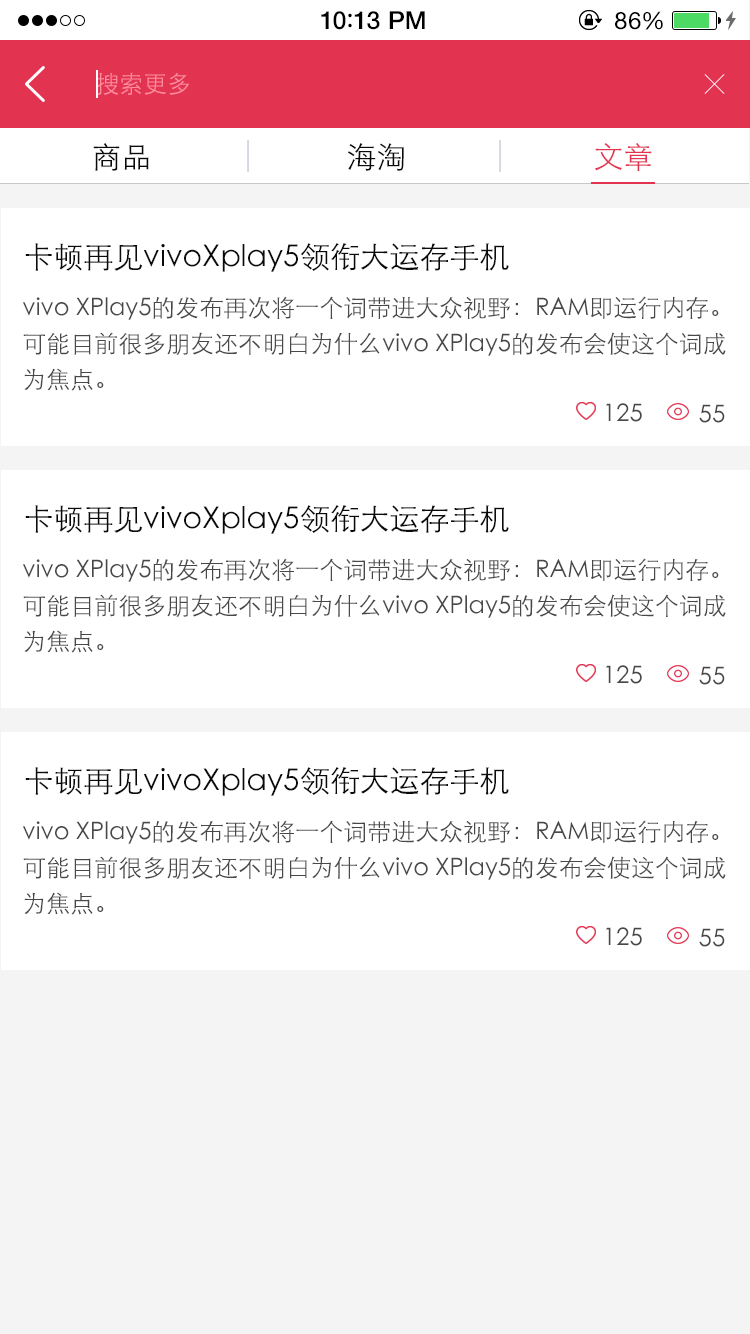 10:13 PM 86%
搜索更多
商品 海淘 文章
卡顿再见vivoXplay5领衔大运存手机
vivo XPlay5的发布再次将一个词带进大众视野：RAM即运行内存。
可能目前很多朋友还不明白为什么vivo XPlay5的发布会使这个词成
为焦点。
125 55
卡顿再见vivoXplay5领衔大运存手机
vivo XPlay5的发布再次将一个词带进大众视野：RAM即运行内存。
可能目前很多朋友还不明白为什么vivo XPlay5的发布会使这个词成
为焦点。
125 55
卡顿再见vivoXplay5领衔大运存手机
vivo XPlay5的发布再次将一个词带进大众视野：RAM即运行内存。
可能目前很多朋友还不明白为什么vivo XPlay5的发布会使这个词成
为焦点。
125 55